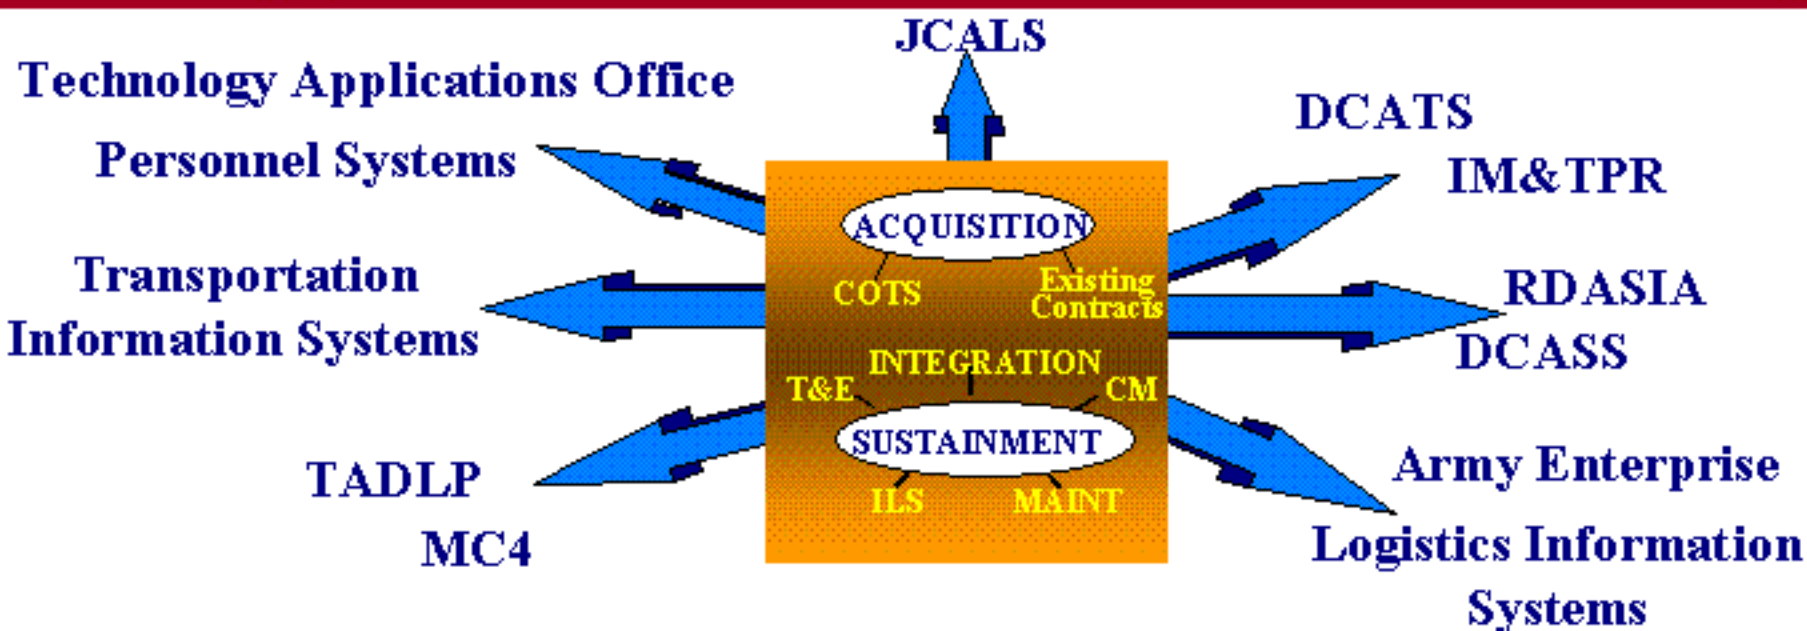 JCALS
Technology Applications Office
Personnel Systems
Transportation
Information Systems
TADLP
MC4
ACQUISITION
COTS
Existing
Contracts
INTEGRATION
T&E
CM
SUSTAINMENT
ILS
MAINT
DCATS
IM&TPR
RDASIA
DCASS
Army Enterprise
Logistics Information
Systems